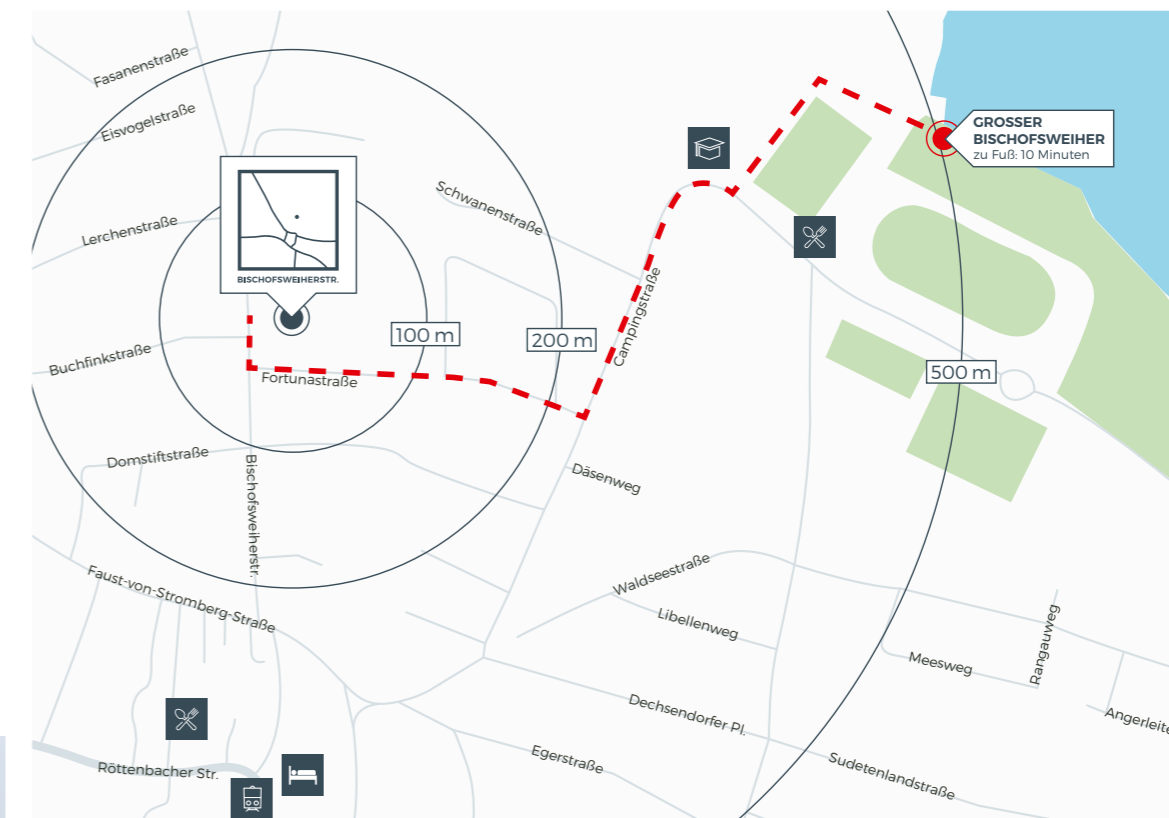 Fasanenstraße
Eisvogelstraße
GROSSER
BISCHOFSWEIHER
zu Fuß: 10 Minuten
Schwanenstraße
Lerchenstraße
BISCHOFSWEIHERSTR.
Campingstraße
100 m
200 m
Buchfinkstraße
500 m
Fortunastraße
Domstiftstraße
Bischofsweiherstr.
Däsenweg
Waldseestraße
Faust-von-Stromberg-Straße
Libellenweg
Rangauweg
Meesweg
Dechsendorfer Pl.
Angerleite
Egerstraße
Röttenbacher Str.
Sudetenlandstraße